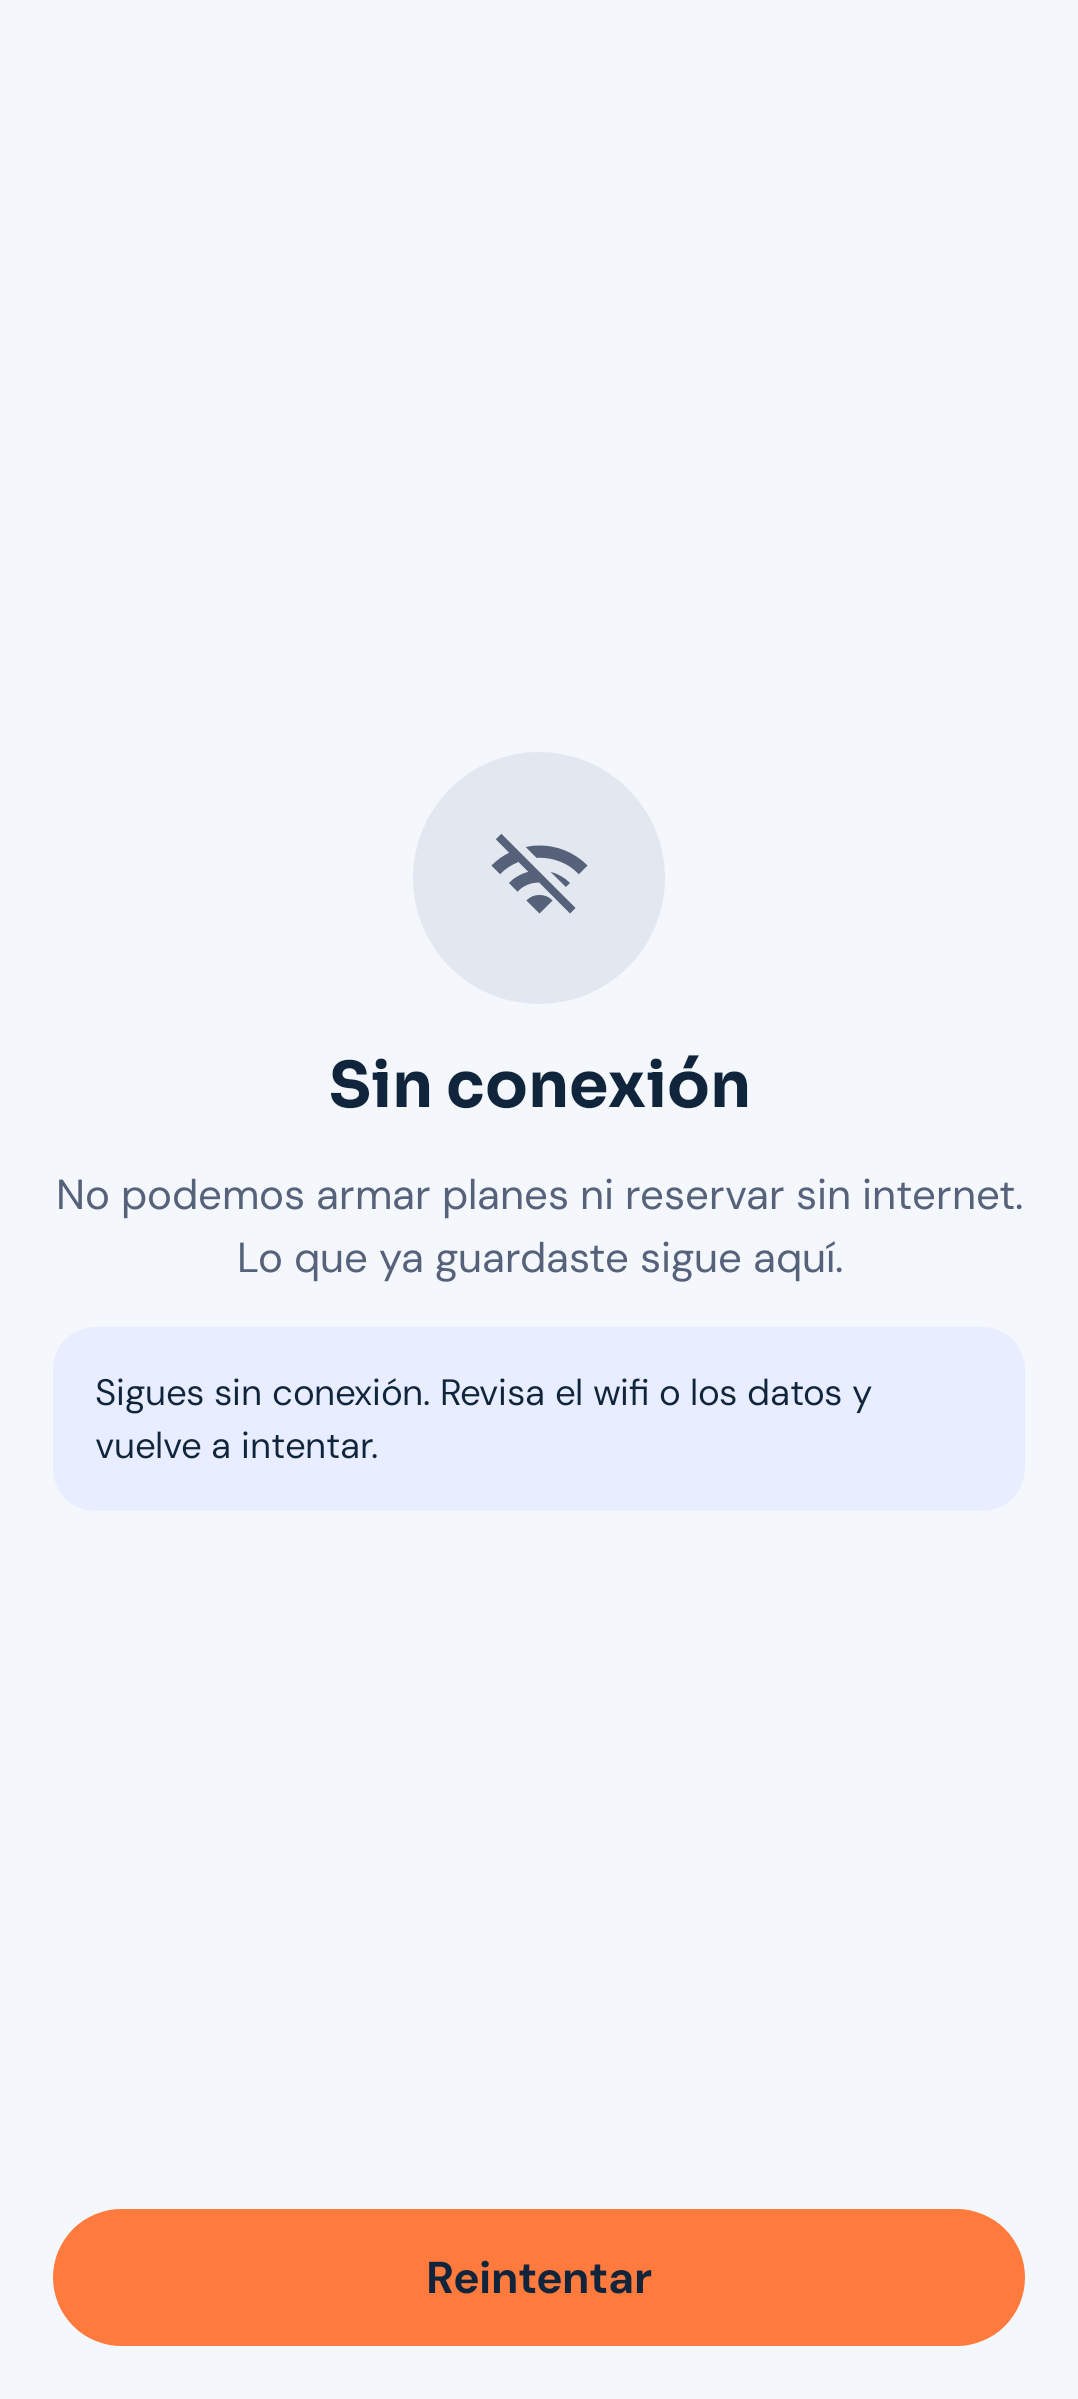 Sin conexión
No podemos armar planes ni reservar sin internet.
Lo que ya guardaste sigue aquí.
Sigues sin conexión. Revisa el wifi o los datos y
vuelve a intentar.
Reintentar